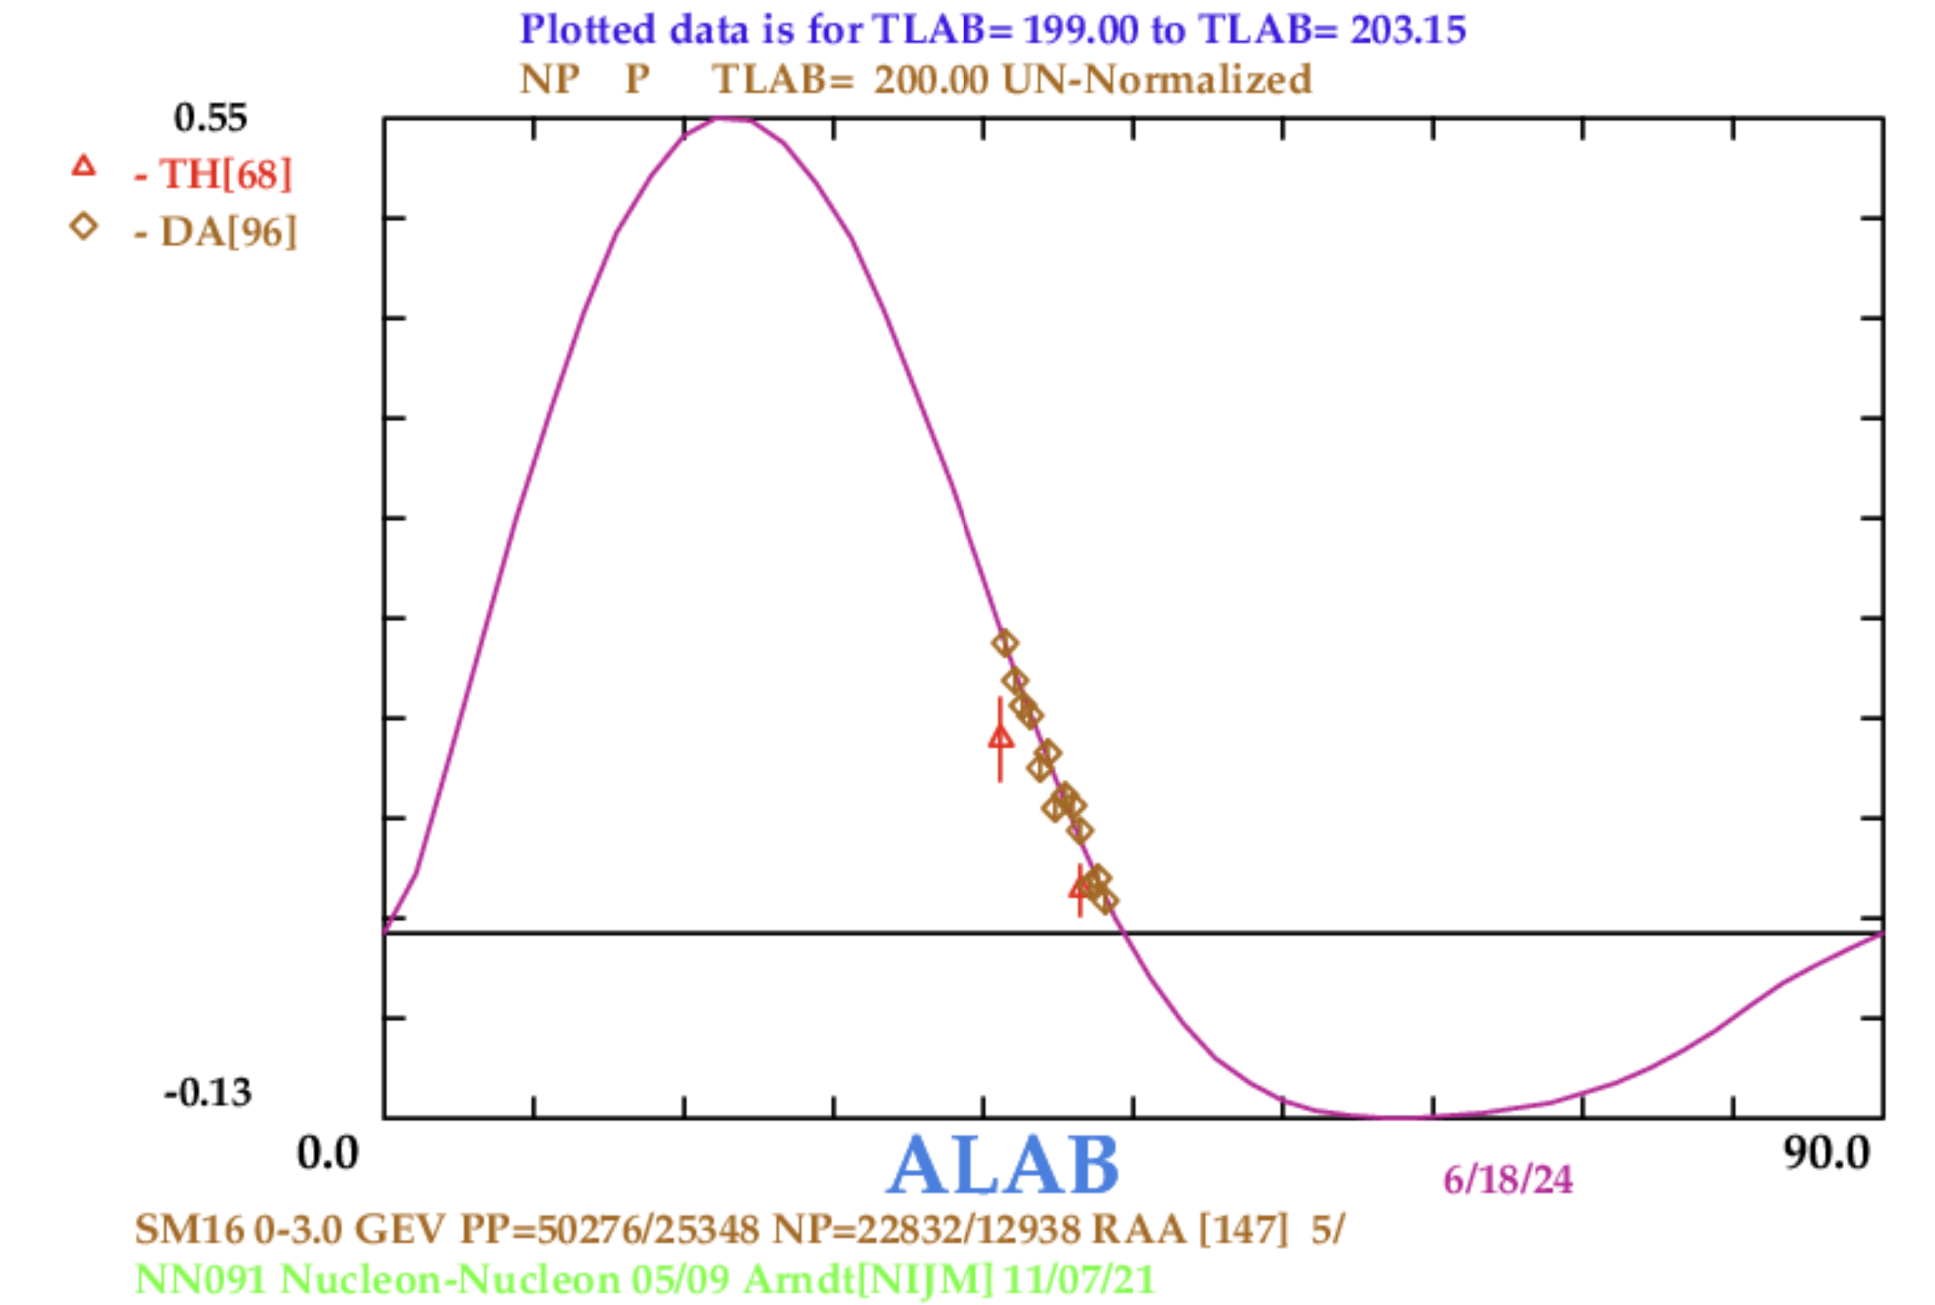 Plotted data is for TLAB= 199.00 to TLAB= 203.15
NP P TLAB= 200.00 UN-Normalized
0.55
- TH[68]
- DA[96]
-0.13
0.0
90.0
ALAB
6/18/24
SM16 0-3.0 GEV PP=50276/25348 NP=22832/12938 RAA [147] 5/
NN091 Nucleon-Nucleon 05/09 Arndt[NIJM] 11/07/21